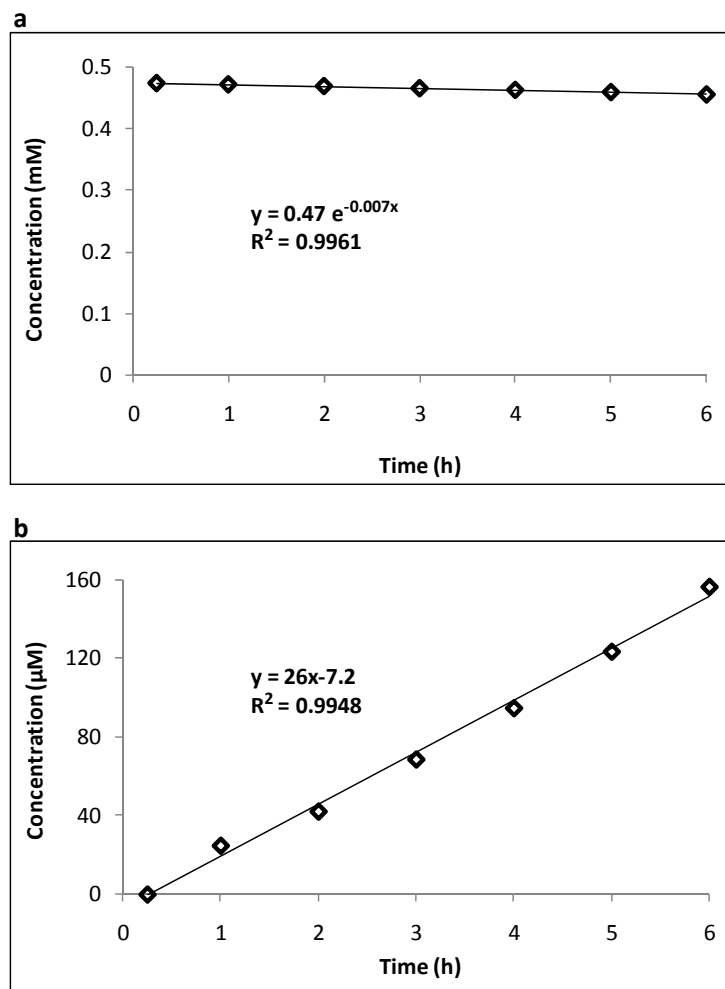 a
0.5
0.4
0.3
0.2
0.1
0
Concentration (mM)
y = 0.47 e^-0.007x
R² = 0.9961
0 1 2 3 4 5 6
Time (h)
b
160
120
80
40
0
Concentration (µM)
y = 26x-7.2
R² = 0.9948
0 1 2 3 4 5 6
Time (h)